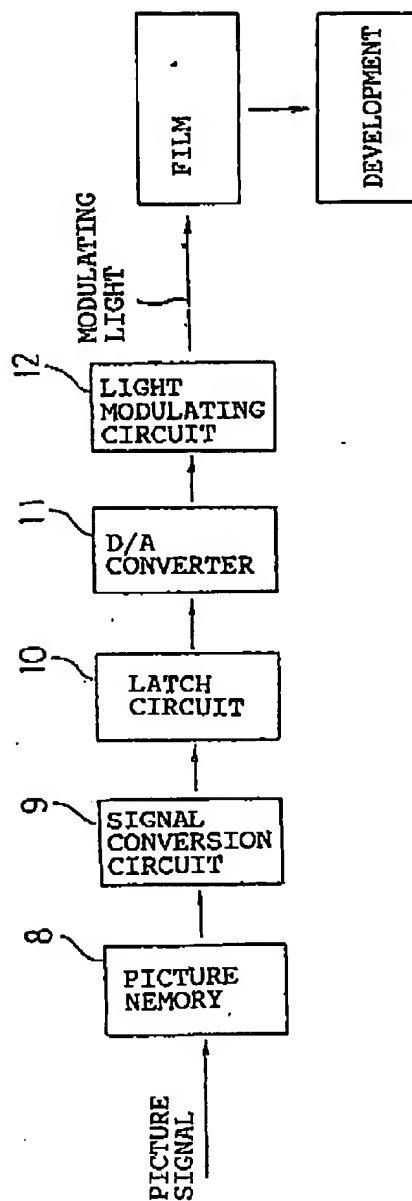 PICTURE
SIGNAL
8
PICTURE
NEMORY
9
SIGNAL
CONVERSION
CIRCUIT
10
LATCH
CIRCUIT
11
D/A
CONVERTER
12
LIGHT
MODULATING
CIRCUIT
MODULATING
LIGHT
FILM
DEVELOPMENT